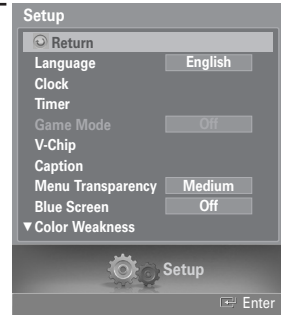 Setup
Return
Language English
Clock
Timer
Game Mode Off
V-Chip
Caption
Menu Transparency Medium
Blue Screen Off
▼ Color Weakness
Setup
Enter